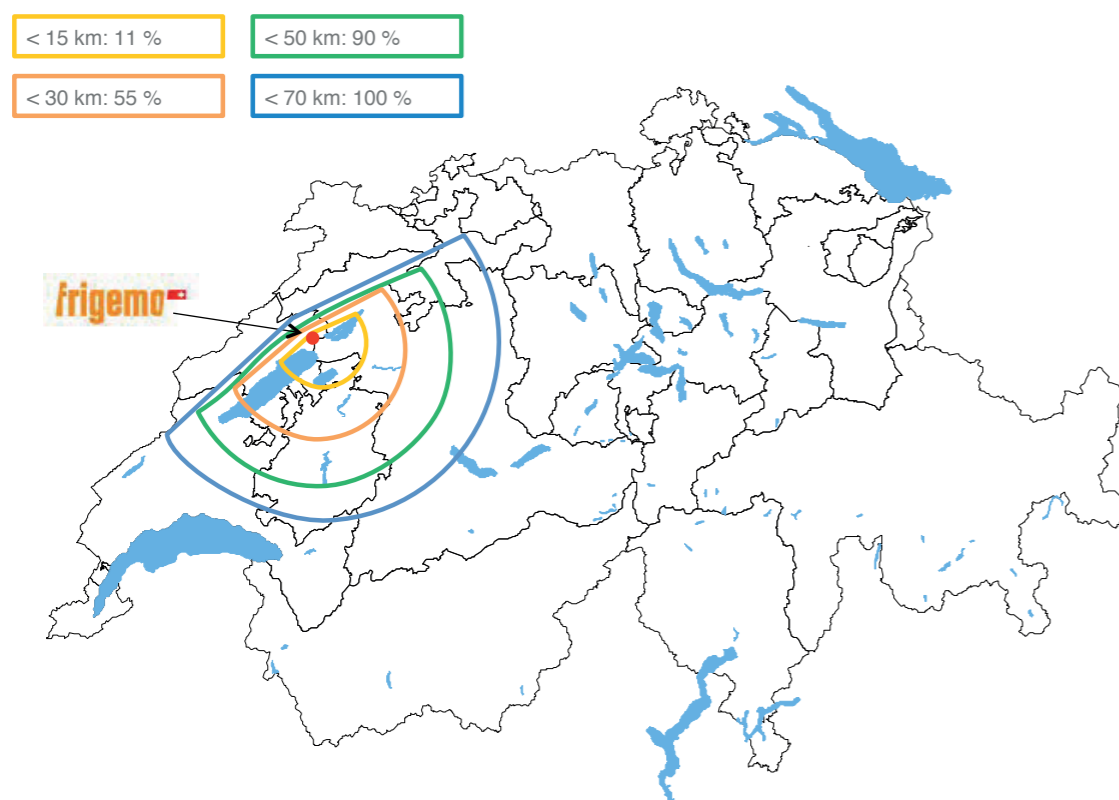 < 15 km: 11 %
< 50 km: 90 %
< 30 km: 55 %
< 70 km: 100 %
frigemo